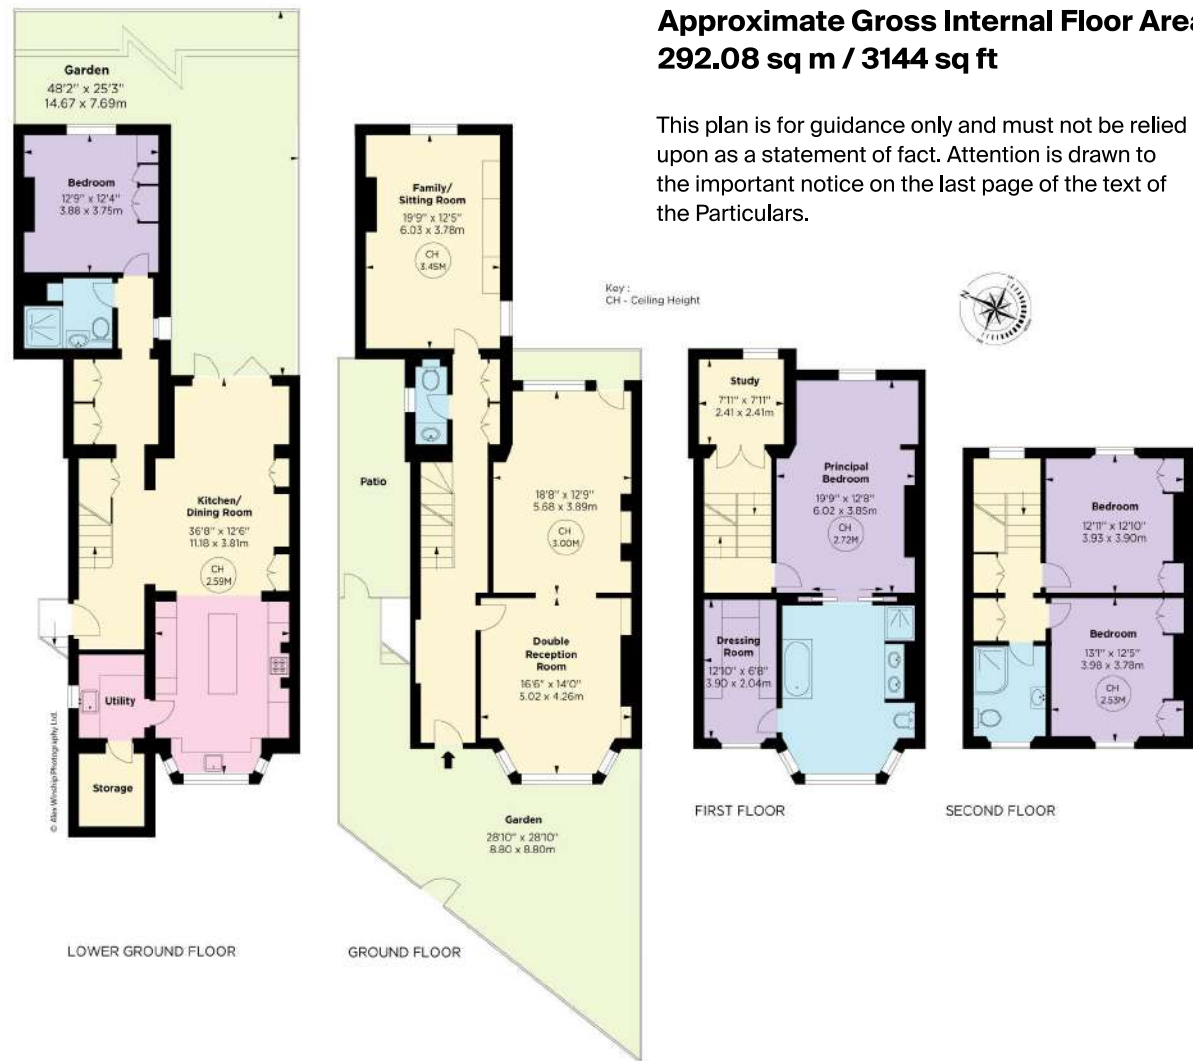 Approximate Gross Internal Floor Area
292.08 sq m / 3144 sq ft
This plan is for guidance only and must not be relied
upon as a statement of fact. Attention is drawn to
the important notice on the last page of the text of
the Particulars.
Key :
CH - Ceiling Height
Garden
48'2" x 25'3"
14.67 x 7.69m
Bedroom
12'9" x 12'4"
3.88 x 3.75m
Kitchen/
Dining Room
36'8" x 12'6"
11.18 x 3.81m
CH
2.59M
Utility
Storage
© Alex Winship Photography Ltd.
LOWER GROUND FLOOR
Family/
Sitting Room
19'9" x 12'5"
6.03 x 3.78m
CH
3.45M
Patio
18'8" x 12'9"
5.68 x 3.89m
CH
3.00M
Double
Reception
Room
16'6" x 14'0"
5.02 x 4.26m
Garden
28'10" x 28'10"
8.80 x 8.80m
GROUND FLOOR
Study
7'11" x 7'11"
2.41 x 2.41m
Principal
Bedroom
19'9" x 12'8"
6.02 x 3.85m
CH
2.72M
Dressing
Room
12'10" x 6'8"
3.90 x 2.04m
FIRST FLOOR
N
Bedroom
12'11" x 12'10"
3.93 x 3.90m
Bedroom
13'1" x 12'5"
3.98 x 3.78m
CH
2.53M
SECOND FLOOR